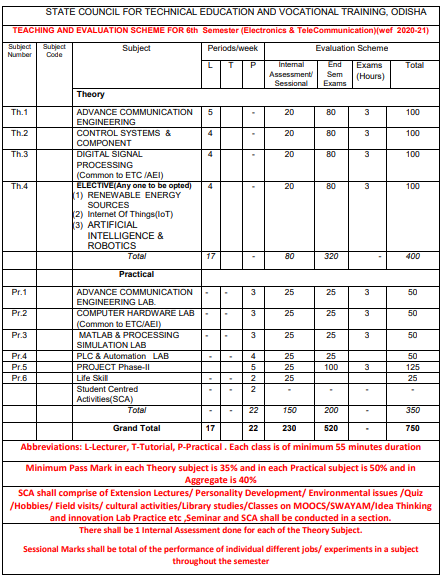 STATE COUNCIL FOR TECHNICAL EDUCATION AND VOCATIONAL TRAINING, ODISHA
TEACHING AND EVALUATION SCHEME FOR 6th Semester (Electronics & TeleCommunication)(wef 2020-21)
Subject Number Subject Code Subject Periods/week Evaluation Scheme
L T P Internal Assessment/ Sessional End Sem Exams Exams (Hours) Total
Theory
Th.1 ADVANCE COMMUNICATION 5 - 20 80 3 100
ENGINEERING
Th.2 CONTROL SYSTEMS & 4 - 20 80 3 100
COMPONENT
Th.3 DIGITAL SIGNAL 4 - 20 80 3 100
PROCESSING
(Common to ETC /AEI)
Th.4 ELECTIVE(Any one to be opted) 4 - 20 80 3 100
(1) RENEWABLE ENERGY
SOURCES
(2) Internet Of Things(IoT)
(3) ARTIFICIAL
INTELLIGENCE &
ROBOTICS
Total 17 - 80 320 - 400
Practical
Pr.1 ADVANCE COMMUNICATION - - 3 25 25 3 50
ENGINEERING LAB.
Pr.2 COMPUTER HARDWARE LAB - - 3 25 25 3 50
(Common to ETC/AEI)
Pr.3 MATLAB & PROCESSING - - 3 25 25 3 50
SIMULATION LAB
Pr.4 PLC & Automation LAB - - 4 25 25 50
Pr.5 PROJECT Phase-II 5 25 100 3 125
Pr.6 Life Skill - - 2 25 25
Student Centred - - 2 - - - -
Activities(SCA)
Total - - 22 150 200 - 350
Grand Total 17 22 230 520 - 750
Abbreviations: L-Lecturer, T-Tutorial, P-Practical . Each class is of minimum 55 minutes duration
Minimum Pass Mark in each Theory subject is 35% and in each Practical subject is 50% and in
Aggregate is 40%
SCA shall comprise of Extension Lectures/ Personality Development/ Environmental issues /Quiz
/Hobbies/ Field visits/ cultural activities/Library studies/Classes on MOOCS/SWAYAM/Idea Thinking
and innovation Lab Practice etc ,Seminar and SCA shall be conducted in a section.
There shall be 1 Internal Assessment done for each of the Theory Subject.
Sessional Marks shall be total of the performance of individual different jobs/ experiments in a subject
throughout the semester